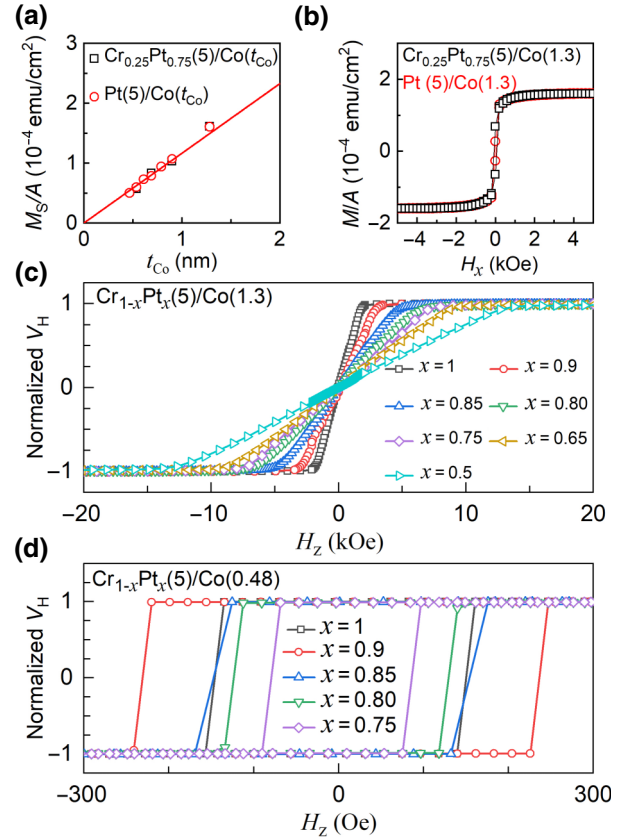 (a)
Cr0.25Pt0.75(5)/Co(tCo)
Pt(5)/Co(tCo)
MS/A (10−4 emu/cm2)
3
2
1
0
0 1 2
tCo (nm)
(b)
Cr0.25Pt0.75(5)/Co(1.3)
Pt (5)/Co(1.3)
M/A (10−4 emu/cm2)
2
0
−2
−4 0 4
Hx (kOe)
(c)
Cr1-xPtx(5)/Co(1.3)
Normalized VH
1
0
−1
x = 1
x = 0.9
x = 0.85
x = 0.80
x = 0.75
x = 0.65
x = 0.5
−20 −10 0 10 20
HZ (kOe)
(d)
Cr1-xPtx(5)/Co(0.48)
Normalized VH
1
0
−1
x = 1
x = 0.9
x = 0.85
x = 0.80
x = 0.75
−300 0 300
HZ (Oe)